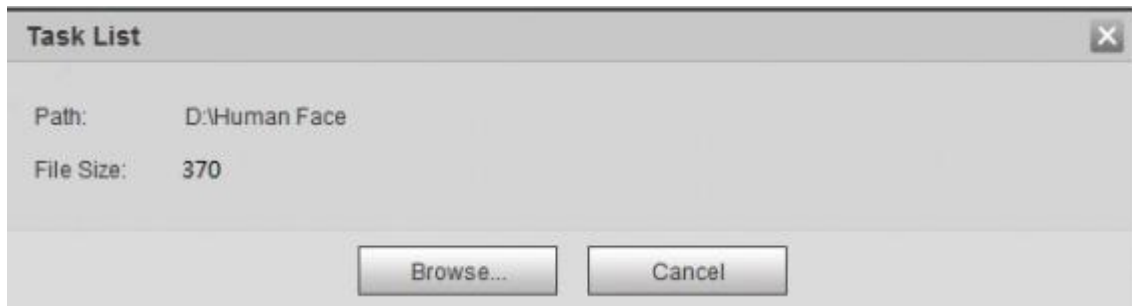 Task List
Path: D:\Human Face
File Size: 370
Browse... Cancel